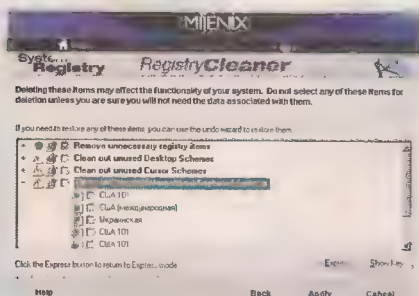 MIJENIX
System
Registry
RegistryCleaner
Deleting these items may affect the functionality of your system. Do not select any of these items for
deletion unless you are sure you will not need the data associated with them.
If you need to restore any of these items you can use the undo wizard to restore them.
Remove unnecessary registry items
Clean out unused Desktop Schemes
Clean out unused Cursor Schemes
США 101
США (международная)
Украинская
США 101
США 101
Click the Express button to return to Express mode
Express
Show Key
Help
Back
Apply
Cancel